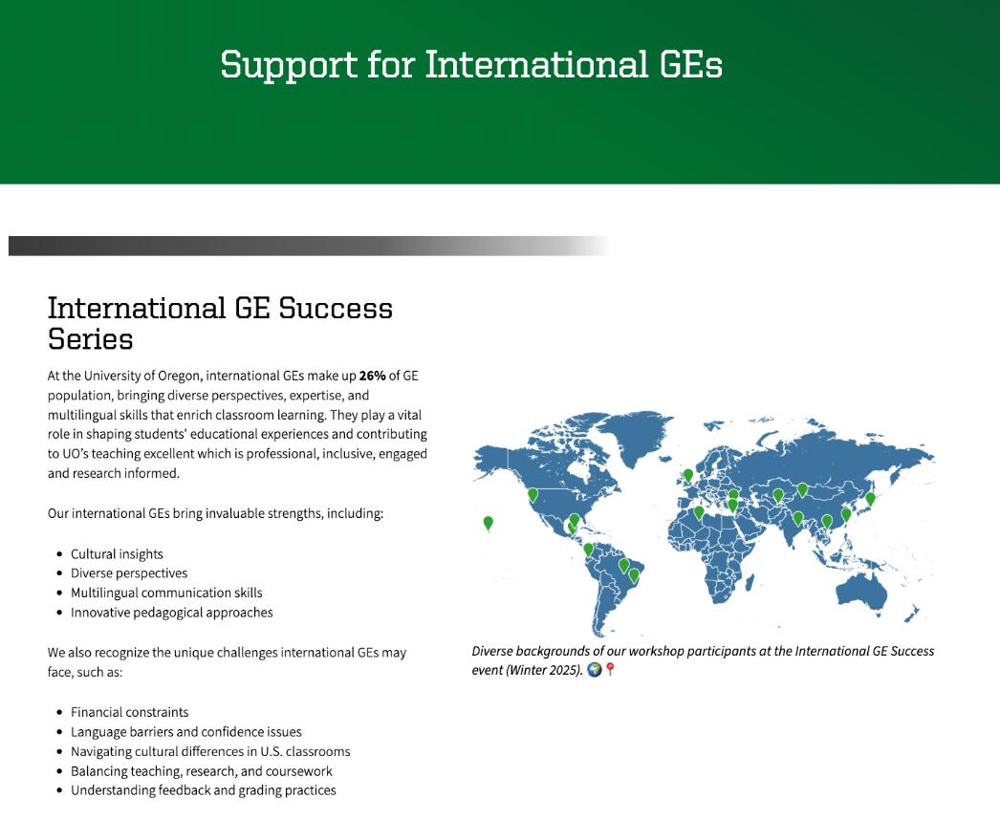 Support for International GEs
International GE Success
Series
At the University of Oregon, international GEs make up 26% of GE
population, bringing diverse perspectives, expertise, and
multilingual skills that enrich classroom learning. They play a vital
role in shaping students' educational experiences and contributing
to UO’s teaching excellent which is professional, inclusive, engaged
and research informed.
Our international GEs bring invaluable strengths, including:
• Cultural insights
• Diverse perspectives
• Multilingual communication skills
• Innovative pedagogical approaches
We also recognize the unique challenges international GEs may
face, such as:
• Financial constraints
• Language barriers and confidence issues
• Navigating cultural differences in U.S. classrooms
• Balancing teaching, research, and coursework
• Understanding feedback and grading practices
Diverse backgrounds of our workshop participants at the International GE Success
event (Winter 2025). 🌍📍